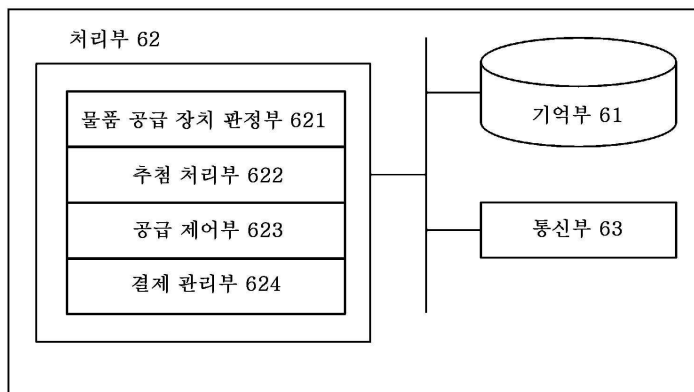 처리부 62
물품 공급 장치 판정부 621
추첨 처리부 622
공급 제어부 623
결제 관리부 624
기억부 61
통신부 63